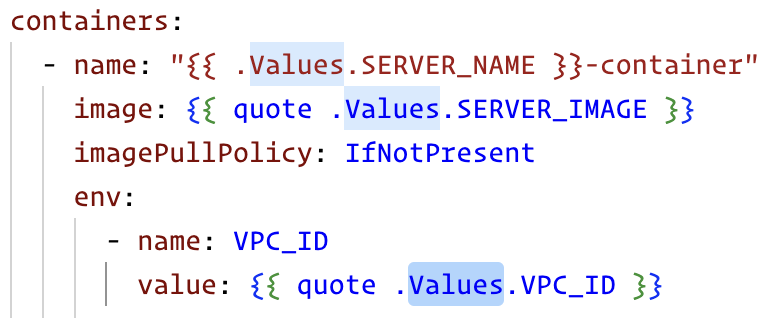 containers:
  - name: "{{ .Values.SERVER_NAME }}-container"
    image: {{ quote .Values.SERVER_IMAGE }}
    imagePullPolicy: IfNotPresent
    env:
      - name: VPC_ID
        value: {{ quote .Values.VPC_ID }}